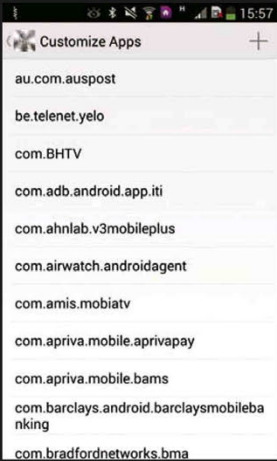 H 15:57
Customize Apps
au.com.auspost
be.telenet.yelo
com.BHTV
com.adb.android.app.iti
com.ahnlab.v3mobileplus
com.airwatch.androidagent
com.amis.mobiatv
com.apriva.mobile.aprivapay
com.apriva.mobile.bams
com.barclays.android.barclaysmobileba
nking
com.bradfordnetworks.bma